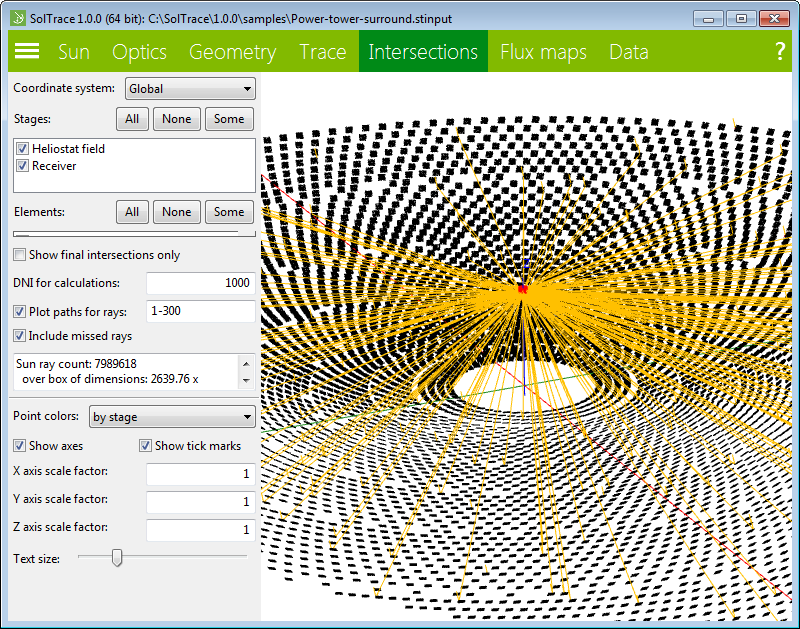 SolTrace 1.0.0 (64 bit): C:\SolTrace\1.0.0\samples\Power-tower-surround.stinput
Sun Optics Geometry Trace Intersections Flux maps Data ?
Coordinate system: Global
Stages: All None Some
Heliostat field
Receiver
Elements: All None Some
Show final intersections only
DNI for calculations: 1000
Plot paths for rays: 1-300
Include missed rays
Sun ray count: 7989618
over box of dimensions: 2639.76 x
Point colors: by stage
Show axes Show tick marks
X axis scale factor: 1
Y axis scale factor: 1
Z axis scale factor: 1
Text size: